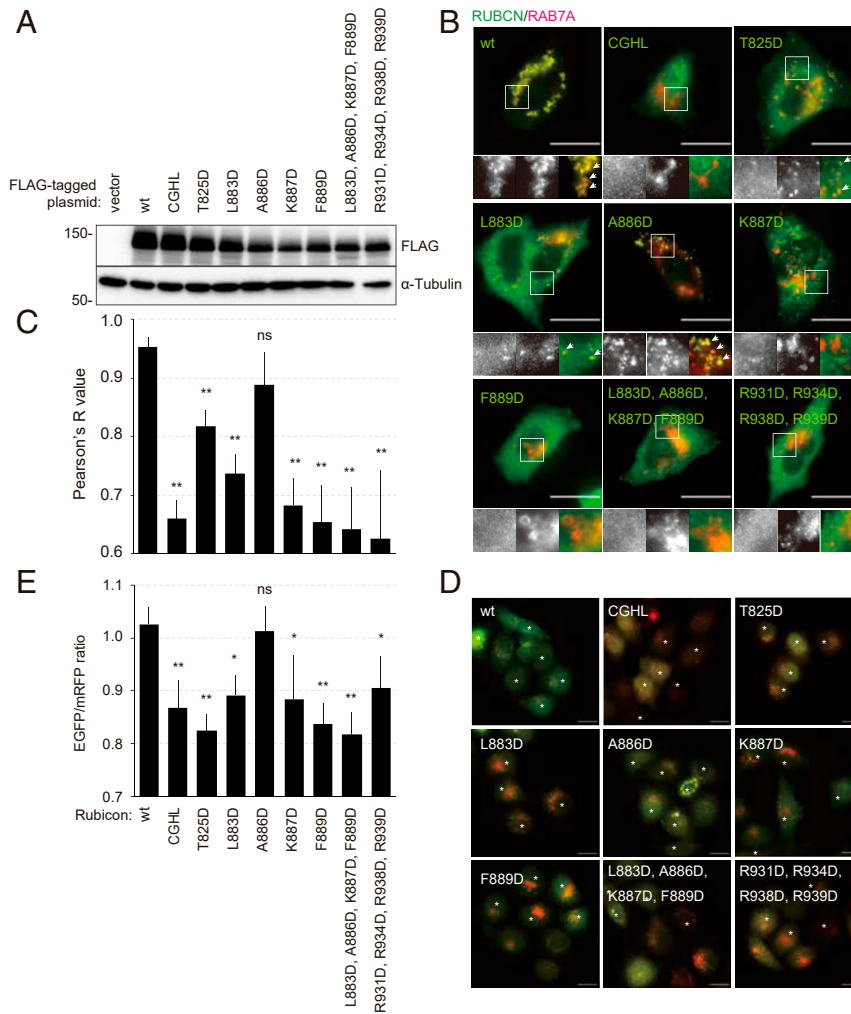 A
FLAG-tagged
plasmid:
vector
wt
CGHL
T825D
L883D
A886D
K887D
F889D
L883D, A886D, K887D, F889D
R931D, R934D, R938D, R939D
150-
FLAG
α-Tubulin
50-
B
RUBCN/RAB7A
wt
CGHL
T825D
L883D
A886D
K887D
F889D
L883D, A886D,
K887D, F889D
R931D, R934D,
R938D, R939D
C
Pearson's R value
1.0
0.9
0.8
0.7
0.6
**
**
**
ns
**
**
**
**
E
EGFP/mRFP ratio
1.1
1.0
0.9
0.8
0.7
**
**
*
ns
*
**
**
*
Rubicon:
wt
CGHL
T825D
L883D
A886D
K887D
F889D
L883D, A886D, K887D, F889D
R931D, R934D, R938D, R939D
D
wt
CGHL
T825D
L883D
A886D
K887D
F889D
L883D, A886D,
K887D, F889D
R931D, R934D,
R938D, R939D